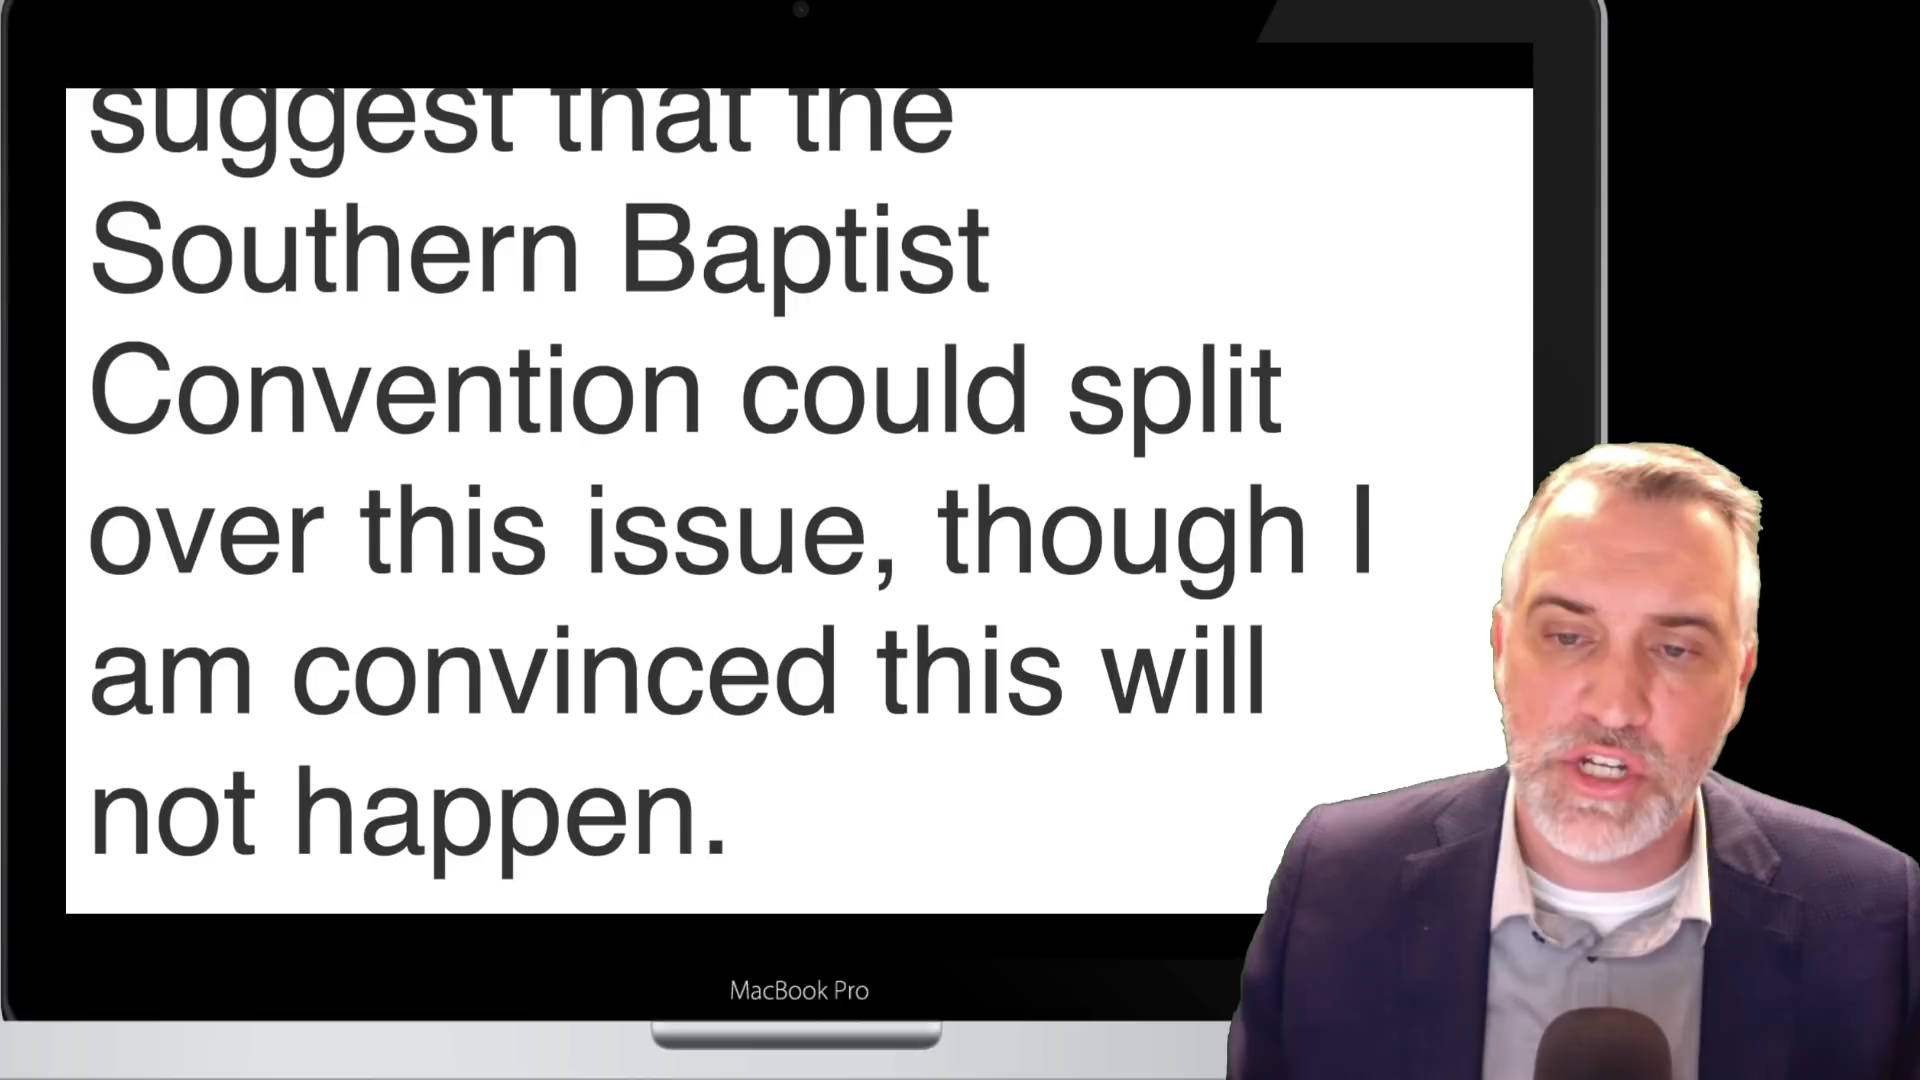 suggest that the
Southern Baptist
Convention could split
over this issue, though I
am convinced this will
not happen.
MacBook Pro